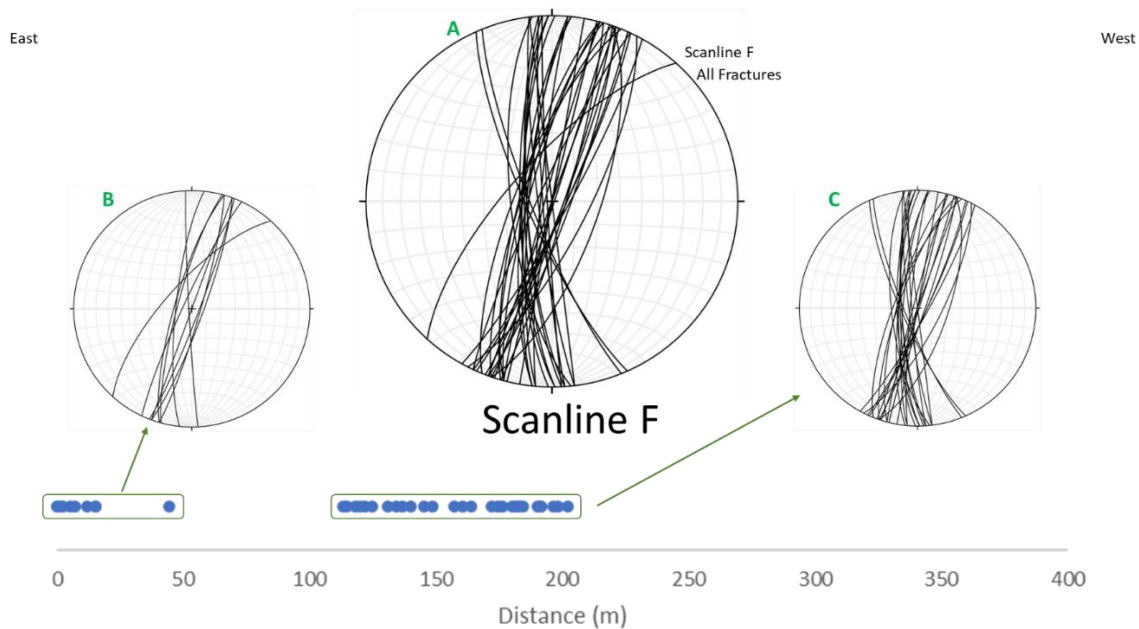 East
A
West
Scanline F
All Fractures
B
C
Scanline F
0 50 100 150 200 250 300 350 400
Distance (m)